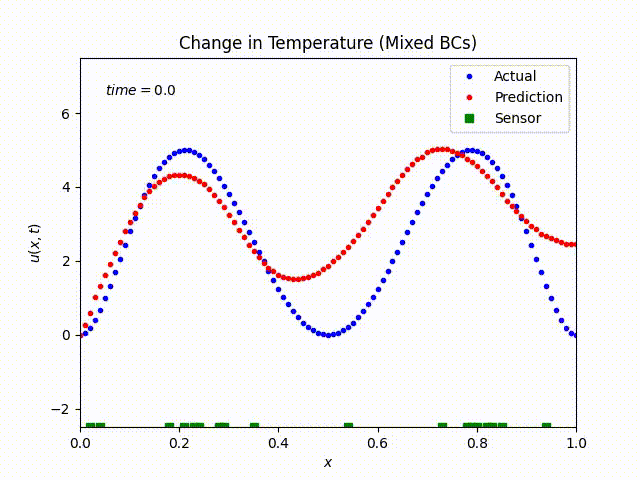 Change in Temperature (Mixed BCs)
time = 0.0
Actual
Prediction
Sensor
6
4
2
0
−2
u(x, t)
0.0 0.2 0.4 0.6 0.8 1.0
x